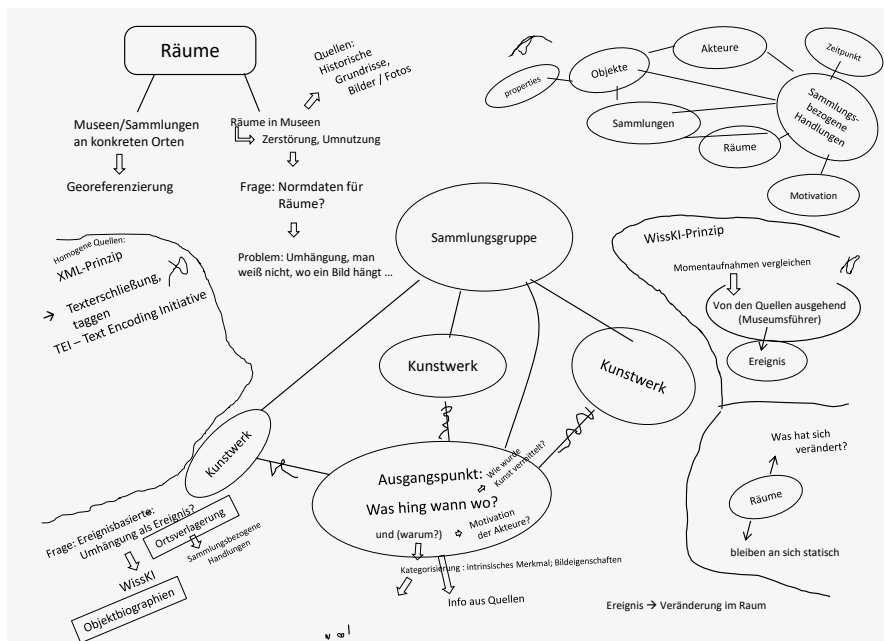 Räume
Museen/Sammlungen
an konkreten Orten
Georeferenzierung
Quellen:
Historische
Grundrisse,
Bilder / Fotos
Räume in Museen
Zerstörung, Umnutzung
Frage: Normdaten für
Räume?
Problem: Umhängung, man
weiß nicht, wo ein Bild hängt ...
Akteure
Objekte
properties
Sammlungen
Räume
Zeitpunkt
Sammlungs-
bezogene
Handlungen
Motivation
Homogene Quellen:
XML-Prinzip
→ Texterschließung,
taggen
TEI – Text Encoding Initiative
Sammlungsgruppe
Kunstwerk
Kunstwerk
Kunstwerk
WissKI-Prinzip
Momentaufnahmen vergleichen
Von den Quellen ausgehend
(Museumsführer)
Ereignis
Ausgangspunkt:
Wie wurde
Kunst vermittelt?
Was hing wann wo?
und (warum?)
Motivation
der Akteure?
Kategorisierung : intrinsisches Merkmal; Bildeigenschaften
Info aus Quellen
Frage: Ereignisbasierte:
Umhängung als Ereignis?
Ortsverlagerung
Sammlungsbezogene
Handlungen
WissKI
Objektbiographien
Was hat sich
verändert?
Räume
bleiben an sich statisch
Ereignis → Veränderung im Raum